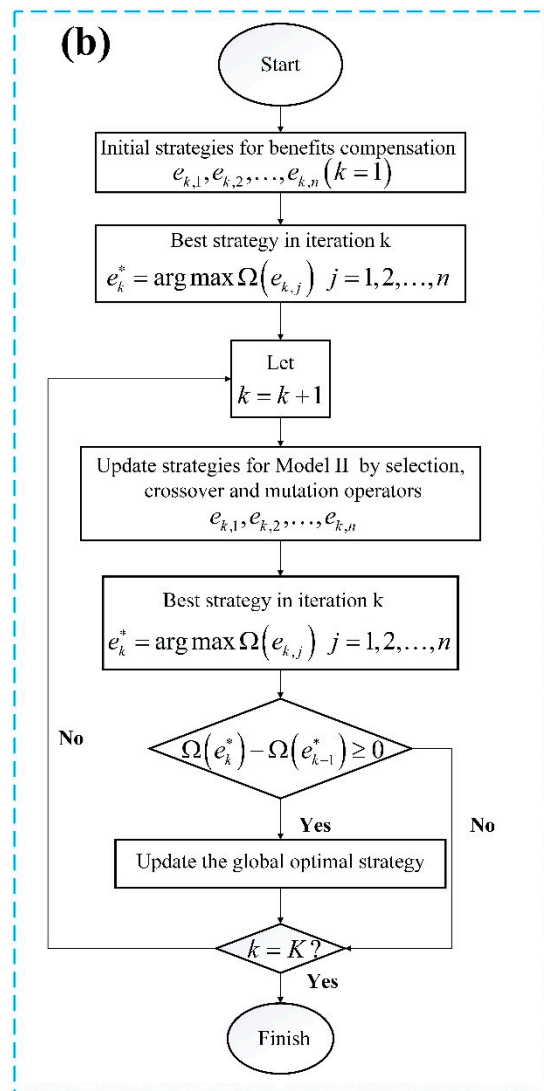 (b)
Start
Initial strategies for benefits compensation
e_{k,1}, e_{k,2}, ..., e_{k,n} (k = 1)
Best strategy in iteration k
e_k^* = arg max Ω(e_{k,j})  j = 1, 2, ..., n
Let
k = k + 1
Update strategies for Model II by selection,
crossover and mutation operators
e_{k,1}, e_{k,2}, ..., e_{k,n}
Best strategy in iteration k
e_k^* = arg max Ω(e_{k,j})  j = 1, 2, ..., n
No
Ω(e_k^*) − Ω(e_{k−1}^*) ≥ 0
Yes
No
Update the global optimal strategy
k = K?
Yes
Finish